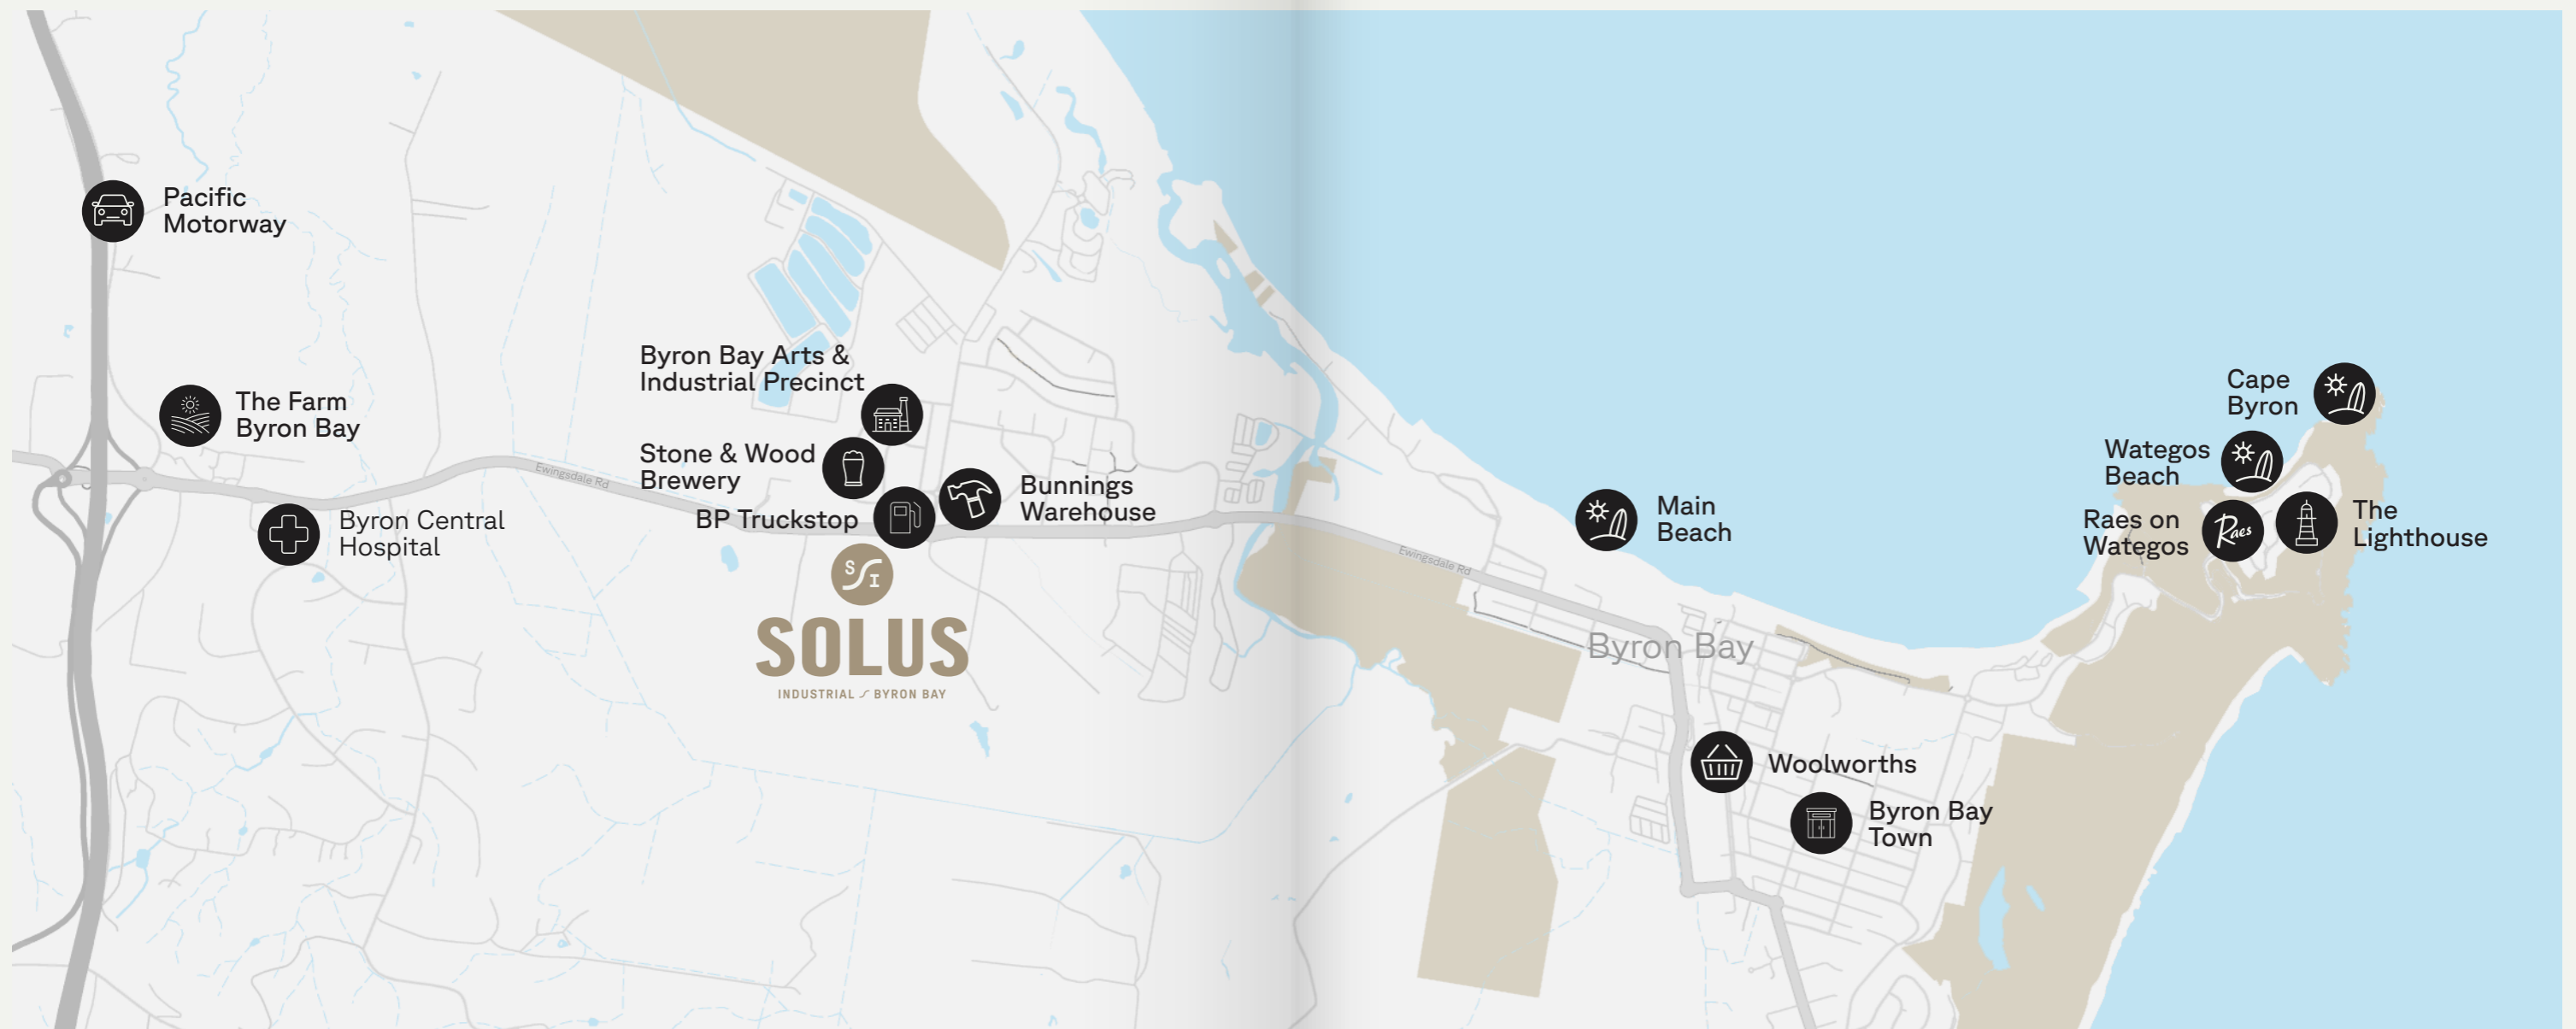 Pacific
Motorway
The Farm
Byron Bay
Byron Central
Hospital
Ewingsdale Rd
Byron Bay Arts &
Industrial Precinct
Stone & Wood
Brewery
BP Truckstop
Bunnings
Warehouse
S I
SOLUS
INDUSTRIAL BYRON BAY
Ewingsdale Rd
Main
Beach
Byron Bay
Woolworths
Byron Bay
Town
Cape
Byron
Wategos
Beach
Raes on
Wategos
Raes
The
Lighthouse